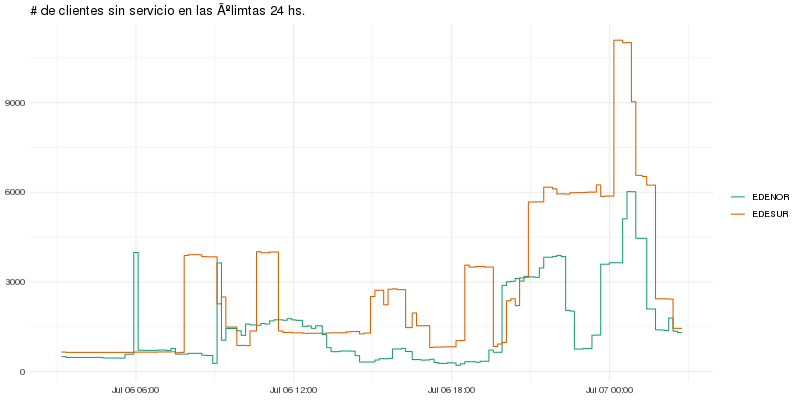 # de clientes sin servicio en las Ãºlimtas 24 hs.
9000
6000
3000
0
Jul 06 06:00
Jul 06 12:00
Jul 06 18:00
Jul 07 00:00
EDENOR
EDESUR